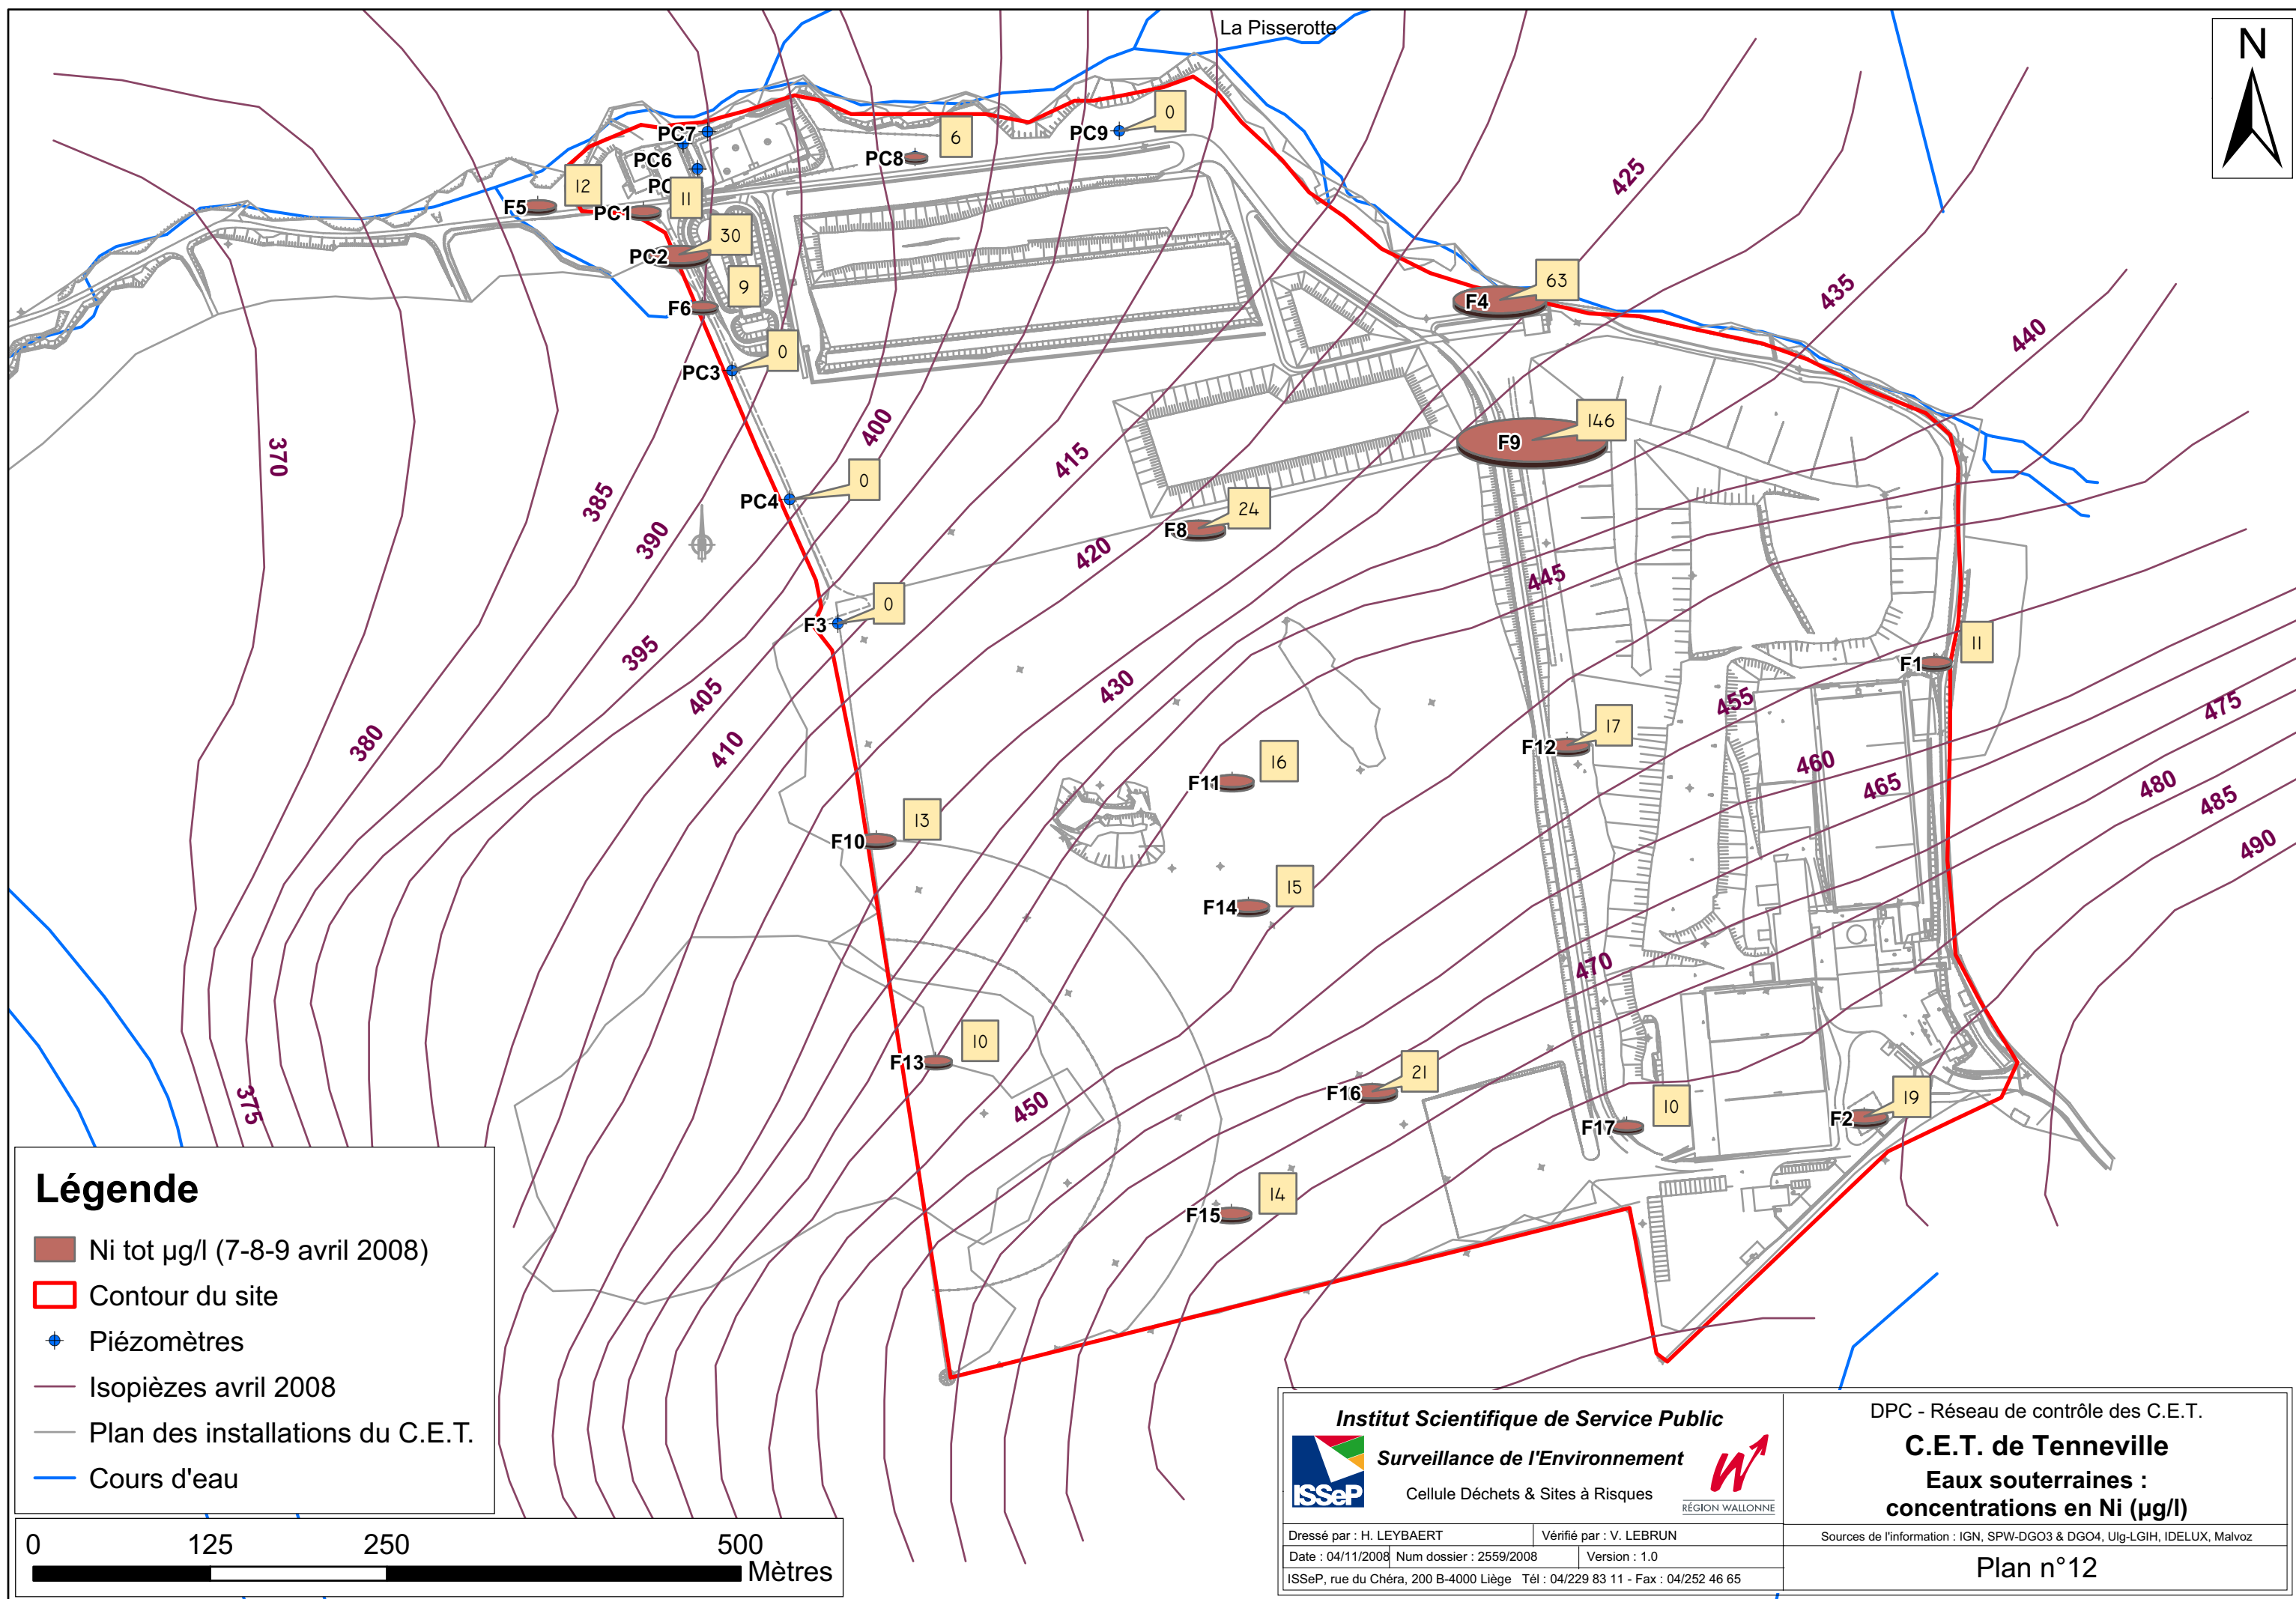 La Pisserotte
N
PC7
PC6
PC
PC8
6
PC9
0
12
F5
PC1
11
PC2
30
9
F6
PC3
0
PC4
0
F3
0
F4
63
F9
146
F8
24
F1
11
F12
17
F11
16
F10
13
F14
15
F13
10
F16
21
F17
10
F2
19
F15
14
370
375
380
385
390
395
400
405
410
415
420
425
430
435
440
445
450
455
460
465
470
475
480
485
490
Légende
Ni tot µg/l (7-8-9 avril 2008)
Contour du site
Piézomètres
Isopièzes avril 2008
Plan des installations du C.E.T.
Cours d'eau
0 125 250 500
Mètres
Institut Scientifique de Service Public
Surveillance de l'Environnement
Cellule Déchets & Sites à Risques
ISSeP
W
RÉGION WALLONNE
Dressé par : H. LEYBAERT
Vérifié par : V. LEBRUN
Date : 04/11/2008
Num dossier : 2559/2008
Version : 1.0
ISSeP, rue du Chéra, 200 B-4000 Liège Tél : 04/229 83 11 - Fax : 04/252 46 65
DPC - Réseau de contrôle des C.E.T.
C.E.T. de Tenneville
Eaux souterraines :
concentrations en Ni (µg/l)
Sources de l'information : IGN, SPW-DGO3 & DGO4, Ulg-LGIH, IDELUX, Malvoz
Plan n°12